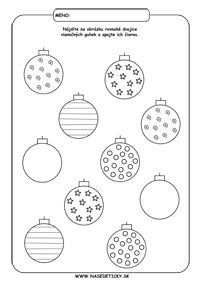 MENO:
Nájdite na obrázku rovnaké dvojice
vianočných guliek a spojte ich čiarou.
WWW.NASEDETICKY.SK